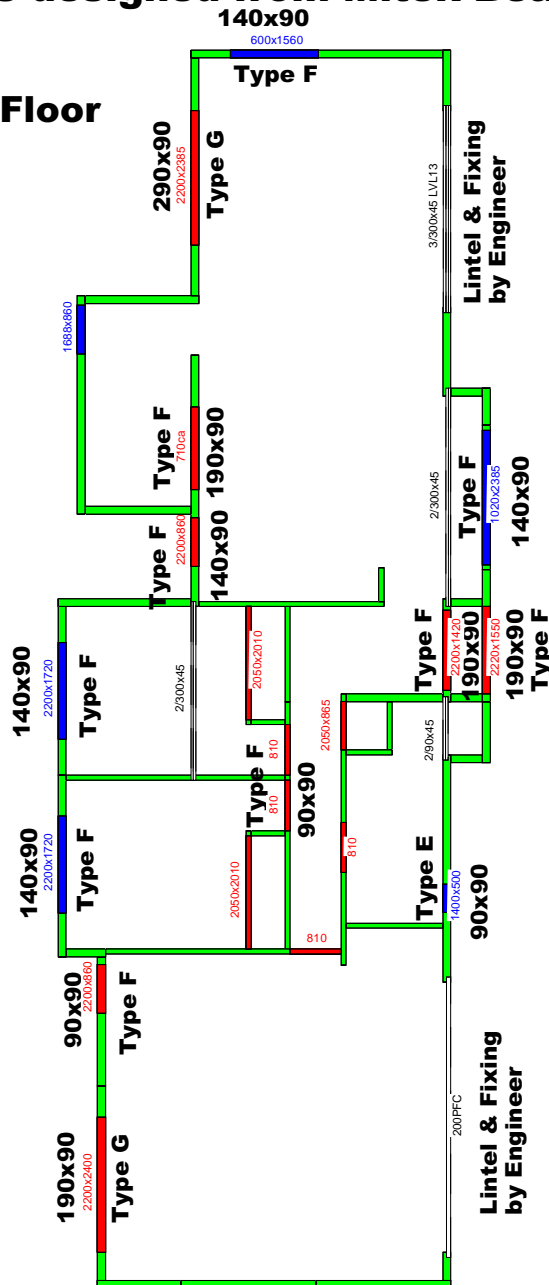 designed from
140x90
600x1560
Type F
Floor
290x90
2200x2385
Type G
3/300x45 LVL13
Lintel & Fixing
by Engineer
1688x860
Type F
710ca
190x90
2/300x45
Type F
1020x2385
140x90
Type F
2200x860
140x90
140x90
2200x1720
Type F
2/300x45
2050x2010
Type F
2200x1420
190x90
2220x1550
190x90
Type F
810
Type F
810
90x90
2050x865
2/90x45
140x90
2200x1720
Type F
2050x2010
810
Type E
1400x500
90x90
810
90x90
2200x860
Type F
190x90
2200x2400
Type G
200PFC
Lintel & Fixing
by Engineer